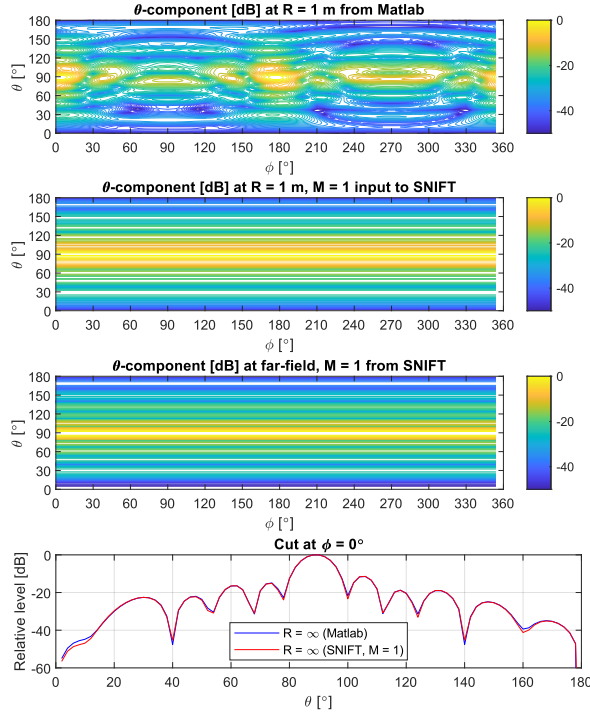 θ-component [dB] at R = 1 m from Matlab
180
150
120
90
60
30
0
θ [°]
0 30 60 90 120 150 180 210 240 270 300 330 360
ϕ [°]
0
-20
-40
θ-component [dB] at R = 1 m, M = 1 input to SNIFT
180
150
120
90
60
30
0
θ [°]
0 30 60 90 120 150 180 210 240 270 300 330 360
ϕ [°]
0
-20
-40
θ-component [dB] at far-field, M = 1 from SNIFT
180
150
120
90
60
30
0
θ [°]
0 30 60 90 120 150 180 210 240 270 300 330 360
ϕ [°]
0
-20
-40
Cut at ϕ = 0°
0
-20
-40
-60
Relative level [dB]
R = ∞ (Matlab)
R = ∞ (SNIFT, M = 1)
0 20 40 60 80 100 120 140 160 180
θ [°]